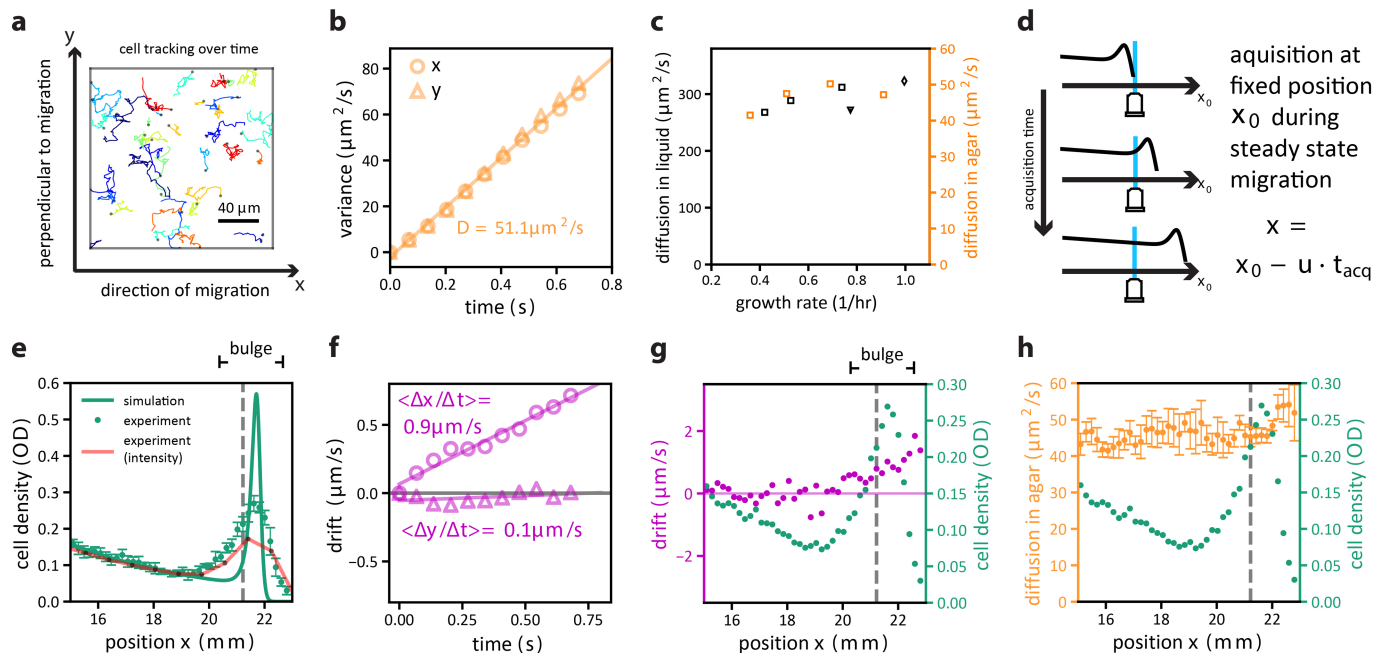 a
y
cell tracking over time
perpendicular to migration
40 µm
x
direction of migration
b
80
60
40
20
0
variance (µm²/s)
x
y
D = 51.1µm²/s
0.0
0.2
0.4
0.6
0.8
time (s)
c
300
200
100
0
diffusion in liquid (µm²/s)
60
50
40
30
20
10
0
diffusion in agar (µm²/s)
0.2
0.4
0.6
0.8
1.0
growth rate (1/hr)
d
acquisition time
x₀
x₀
x₀
aquisition at
fixed position
x₀ during
steady state
migration
x =
x₀ − u · tacq
e
bulge
0.6
0.5
0.4
0.3
0.2
0.1
0.0
cell density (OD)
simulation
experiment
experiment
(intensity)
16
18
20
22
position x (mm)
f
0.5
0.0
−0.5
drift (µm/s)
<Δx/Δt>=
0.9µm/s
<Δy/Δt>= 0.1µm/s
0.00
0.25
0.50
0.75
time (s)
g
bulge
2
0
−2
drift (µm/s)
0.30
0.25
0.20
0.15
0.10
0.05
0.00
cell density (OD)
16
18
20
22
position x (mm)
h
60
50
40
30
20
10
0
diffusion in agar (µm²/s)
0.30
0.25
0.20
0.15
0.10
0.05
0.00
cell density (OD)
16
18
20
22
position x (mm)